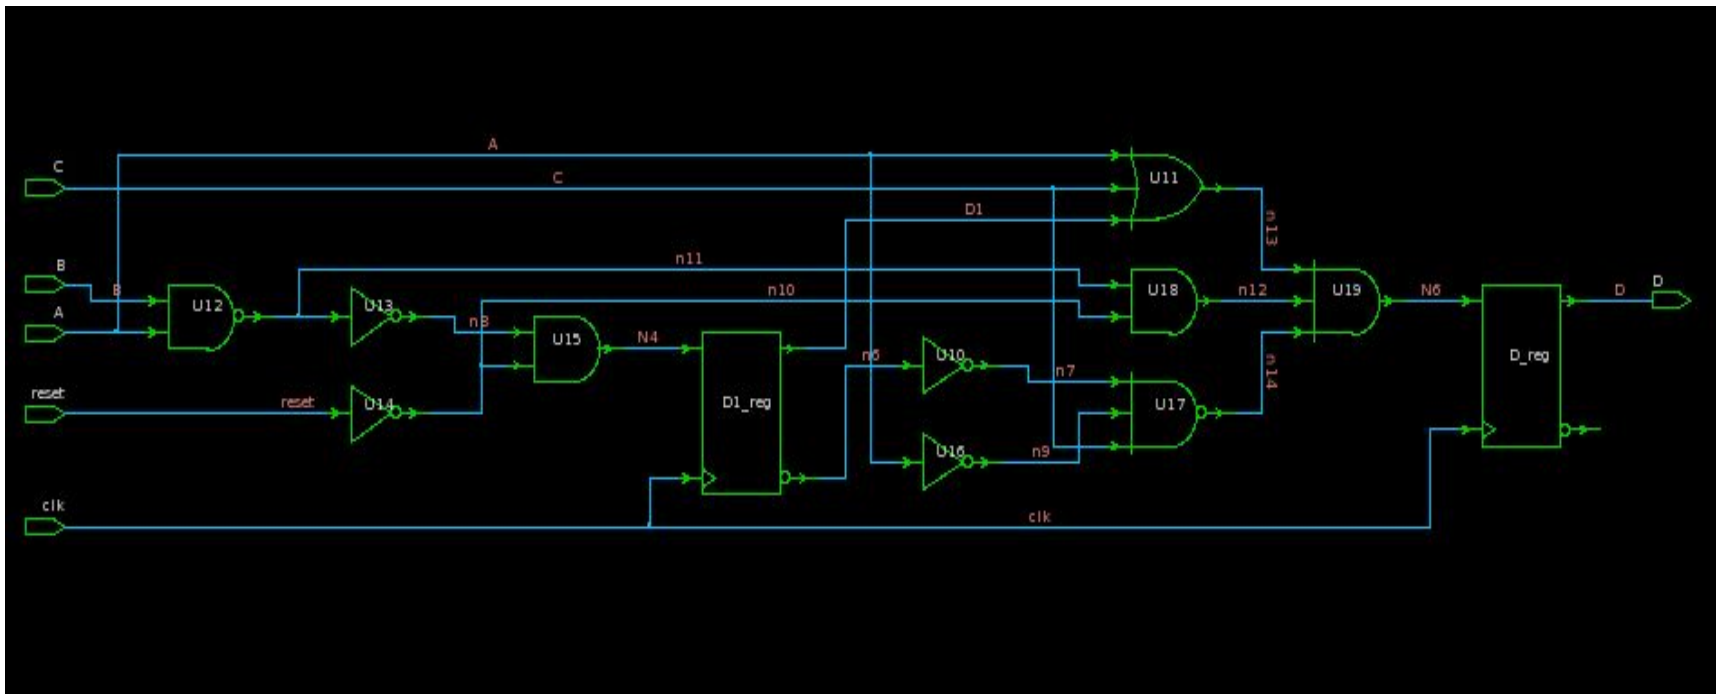 A
C
C
U11
D1
n13
B
n11
D
B
U12
U13
n10
U18
n12
U19
N6
D
A
n8
U15
N4
n6
U10
n7
n14
D_reg
reset
reset
U14
D1_reg
U17
U16
n9
clk
clk